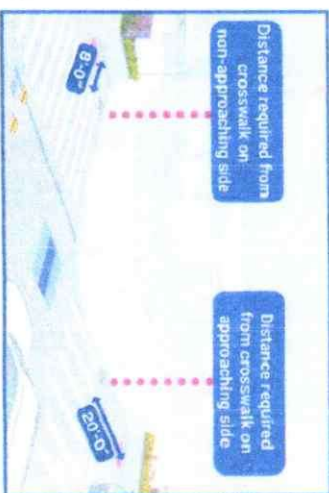 Distance required from
crosswalk on
non-approaching side
8'-0"
Distance required
from crosswalk on
approaching side
20'-0"